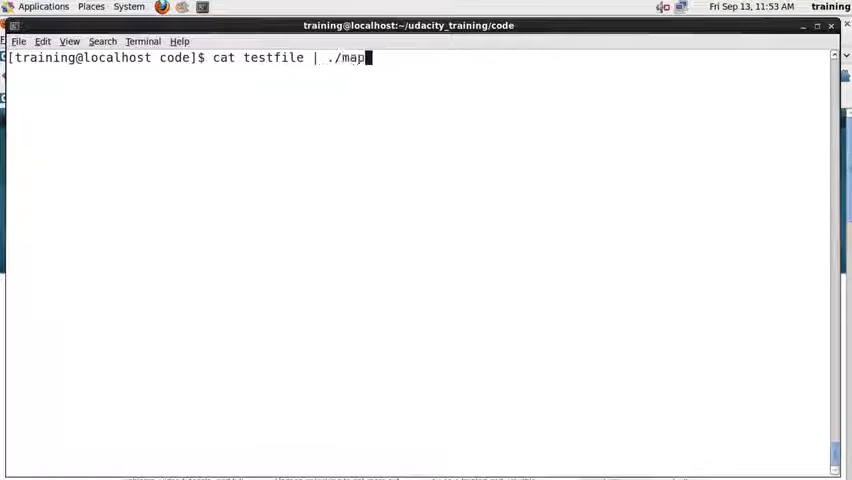 Applications Places System Fri Sep 13, 11:53 AM training
training@localhost:~/udacity_training/code
File Edit View Search Terminal Help
[training@localhost code]$ cat testfile | ./map